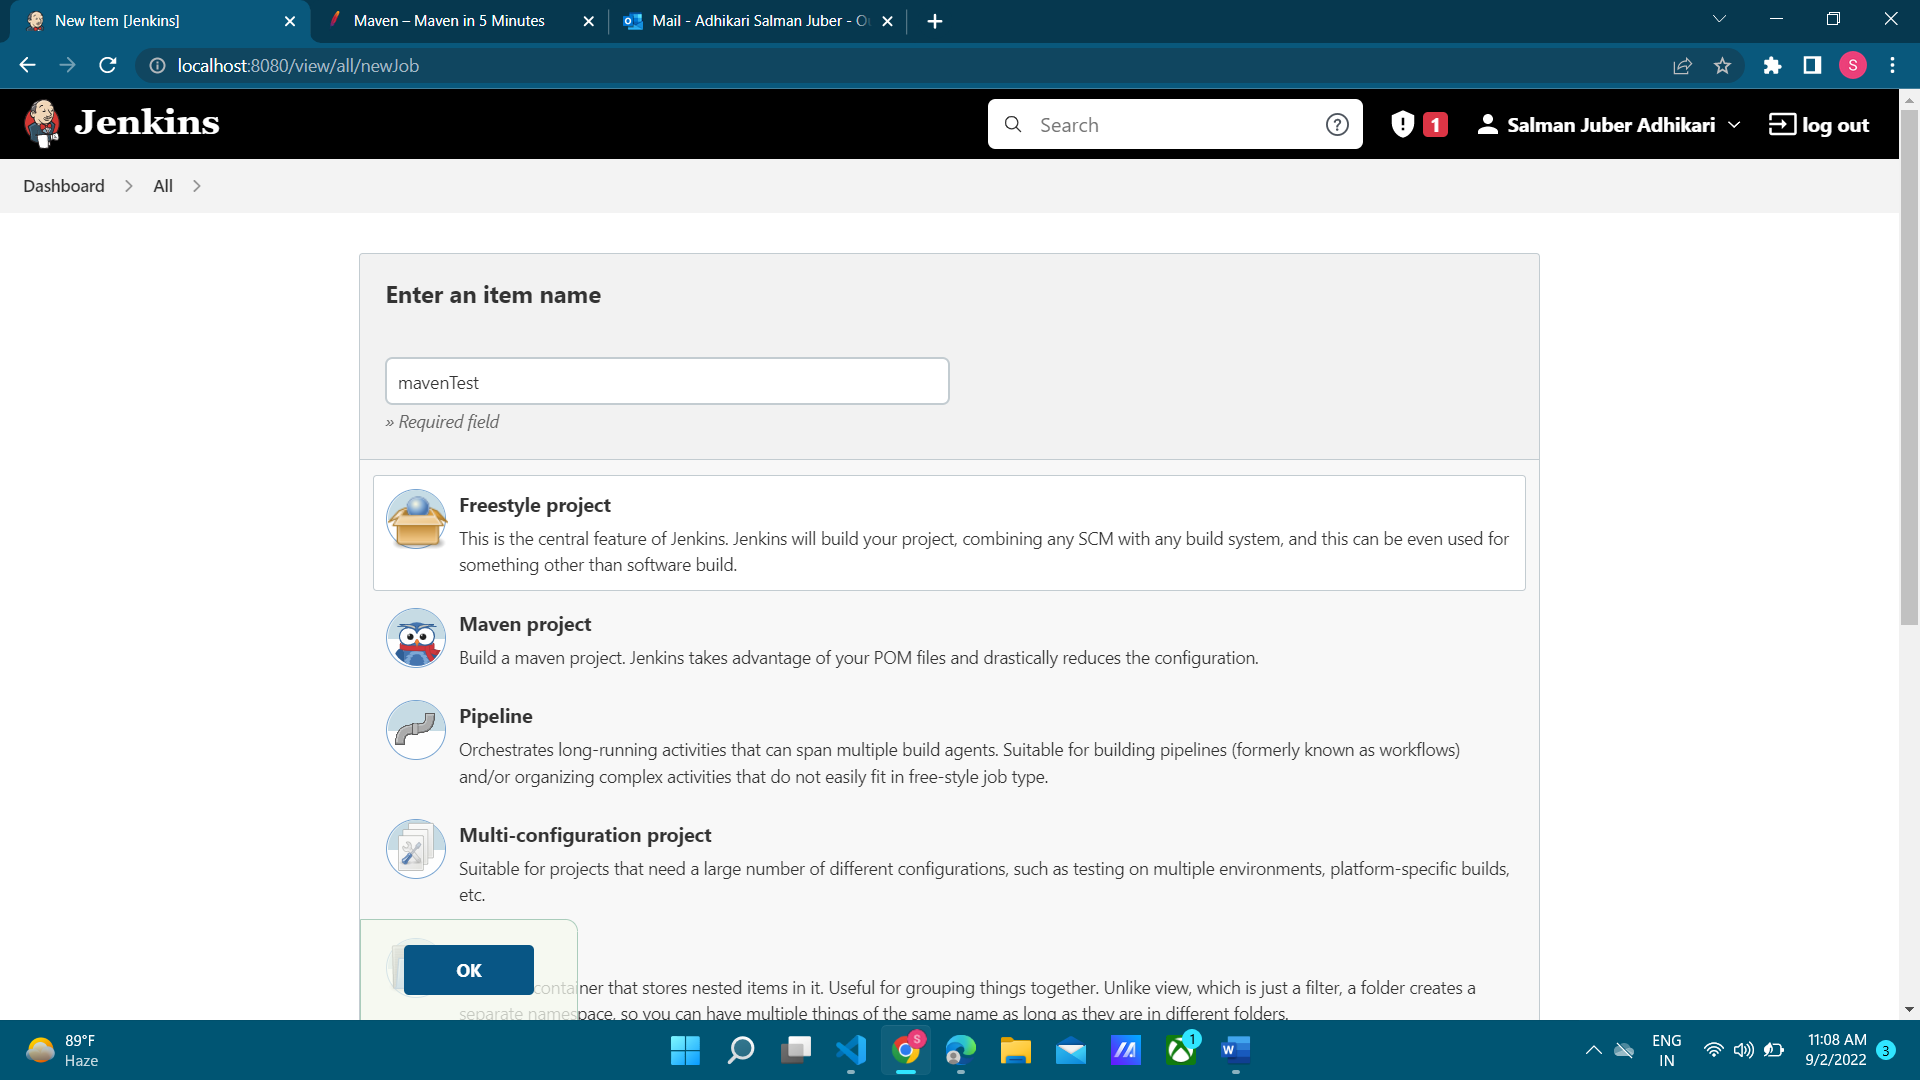 New Item [Jenkins]
Maven – Maven in 5 Minutes
Mail - Adhikari Salman Juber - Ou
localhost:8080/view/all/newJob
S
Jenkins
Search
1
Salman Juber Adhikari
log out
Dashboard
All
Enter an item name
mavenTest
» Required field
Freestyle project
This is the central feature of Jenkins. Jenkins will build your project, combining any SCM with any build system, and this can be even used for
something other than software build.
Maven project
Build a maven project. Jenkins takes advantage of your POM files and drastically reduces the configuration.
Pipeline
Orchestrates long-running activities that can span multiple build agents. Suitable for building pipelines (formerly known as workflows)
and/or organizing complex activities that do not easily fit in free-style job type.
Multi-configuration project
Suitable for projects that need a large number of different configurations, such as testing on multiple environments, platform-specific builds,
etc.
OK
container that stores nested items in it. Useful for grouping things together. Unlike view, which is just a filter, a folder creates a
separate namespace, so you can have multiple things of the same name as long as they are in different folders.
89°F
Haze
S
1
W
ENG
IN
11:08 AM
9/2/2022
3